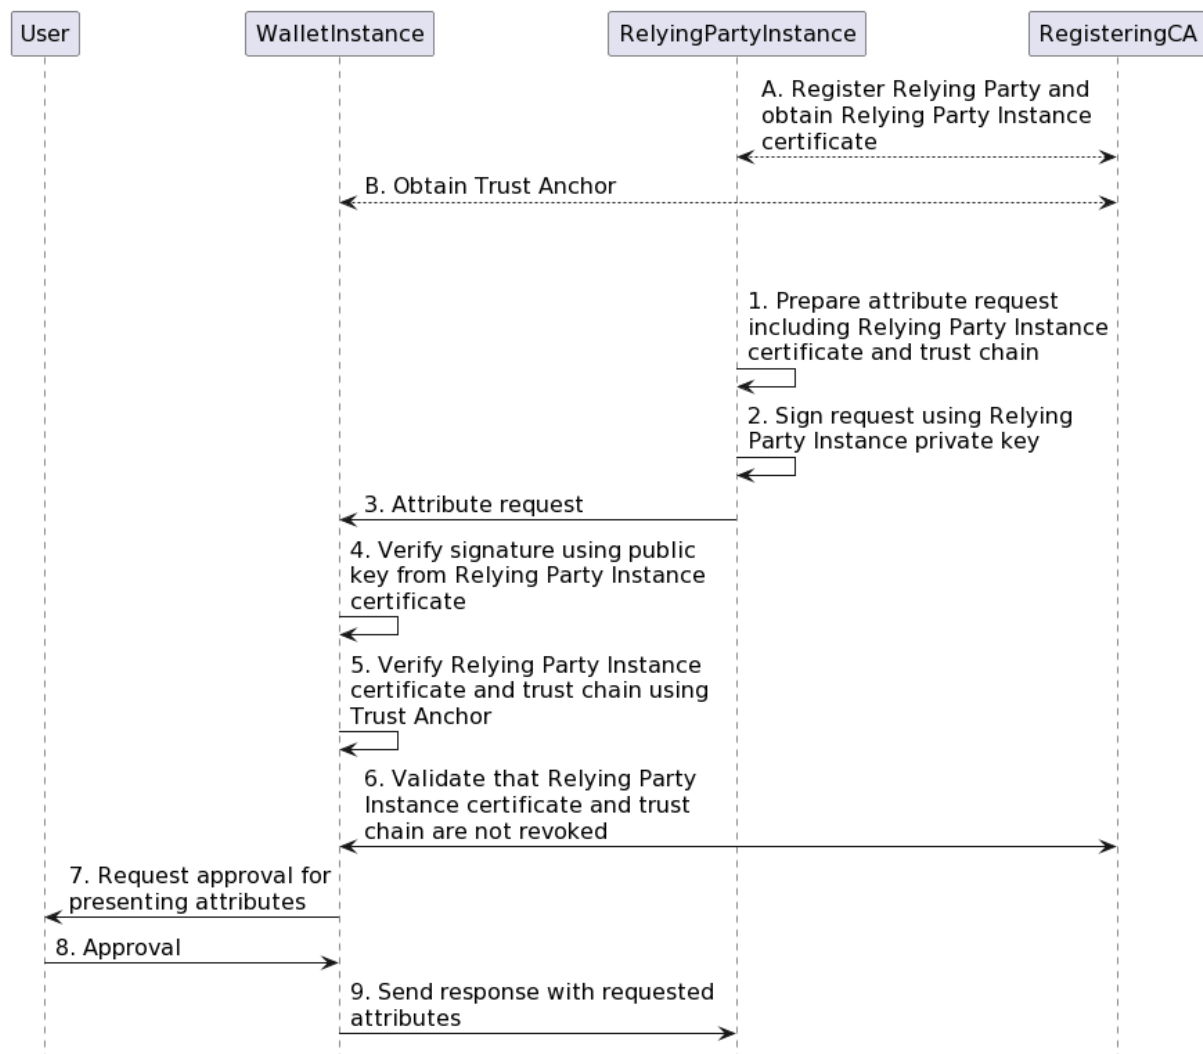 User
WalletInstance
RelyingPartyInstance
RegisteringCA
A. Register Relying Party and
obtain Relying Party Instance
certificate
B. Obtain Trust Anchor
1. Prepare attribute request
including Relying Party Instance
certificate and trust chain
2. Sign request using Relying
Party Instance private key
3. Attribute request
4. Verify signature using public
key from Relying Party Instance
certificate
5. Verify Relying Party Instance
certificate and trust chain using
Trust Anchor
6. Validate that Relying Party
Instance certificate and trust
chain are not revoked
7. Request approval for
presenting attributes
8. Approval
9. Send response with requested
attributes